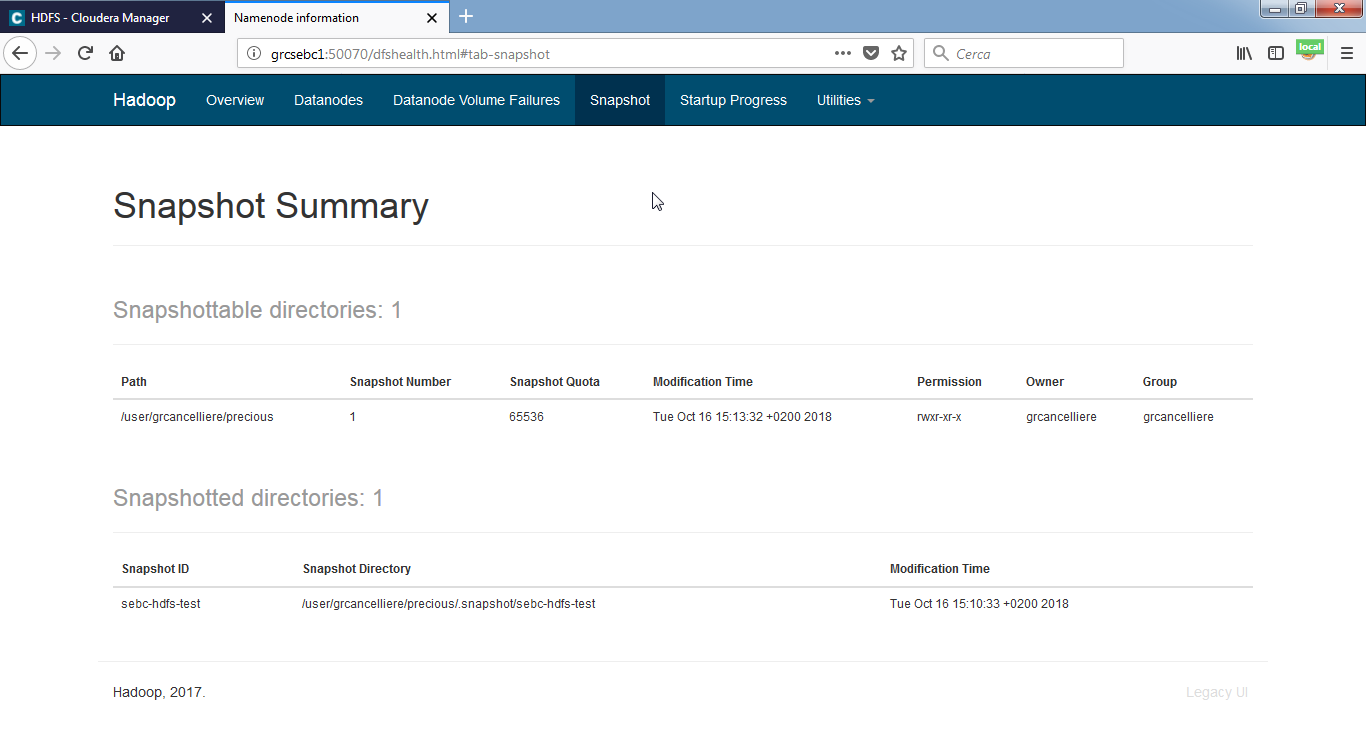 HDFS - Cloudera Manager Namenode information
grcsebc1:50070/dfshealth.html#tab-snapshot Cerca local
Hadoop Overview Datanodes Datanode Volume Failures Snapshot Startup Progress Utilities
Snapshot Summary
Snapshottable directories: 1
Path Snapshot Number Snapshot Quota Modification Time Permission Owner Group
/user/grcancelliere/precious 1 65536 Tue Oct 16 15:13:32 +0200 2018 rwxr-xr-x grcancelliere grcancelliere
Snapshotted directories: 1
Snapshot ID Snapshot Directory Modification Time
sebc-hdfs-test /user/grcancelliere/precious/.snapshot/sebc-hdfs-test Tue Oct 16 15:10:33 +0200 2018
Hadoop, 2017. Legacy UI